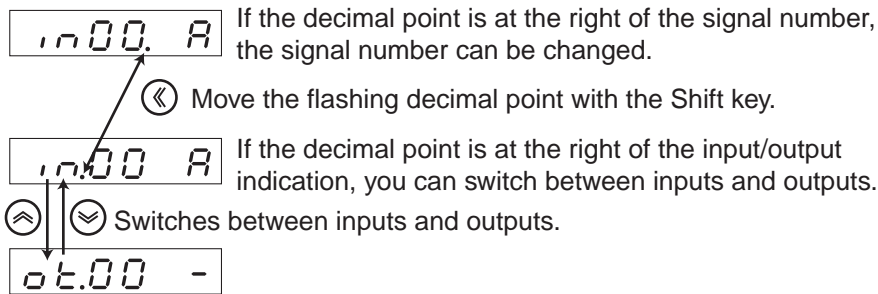 in00. A
If the decimal point is at the right of the signal number,
the signal number can be changed.
Move the flashing decimal point with the Shift key.
in.00 A
If the decimal point is at the right of the input/output
indication, you can switch between inputs and outputs.
Switches between inputs and outputs.
ot.00 -